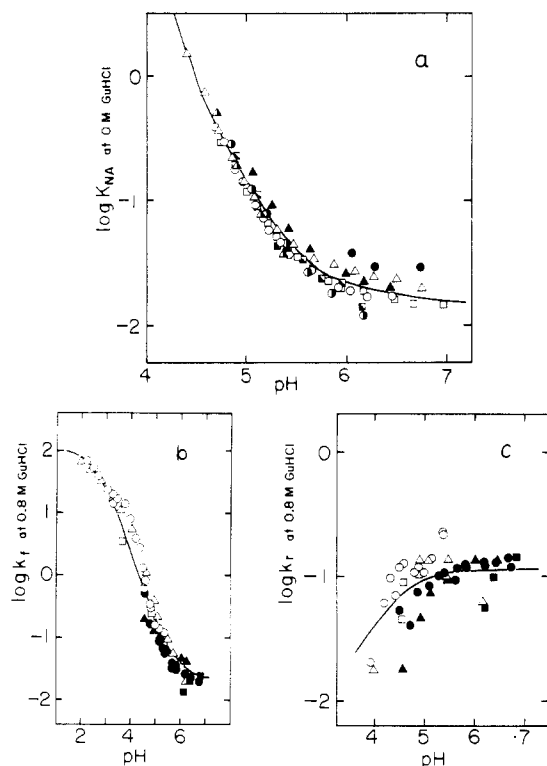 a
log K_NA at 0 M GuHCl
0
-1
-2
4 5 6 7
pH
b
log k_f at 0.8 M GuHCl
2
1
0
-1
-2
2 4 6
pH
c
log k_r at 0.8 M GuHCl
0
-1
-2
4 5 6 7
pH